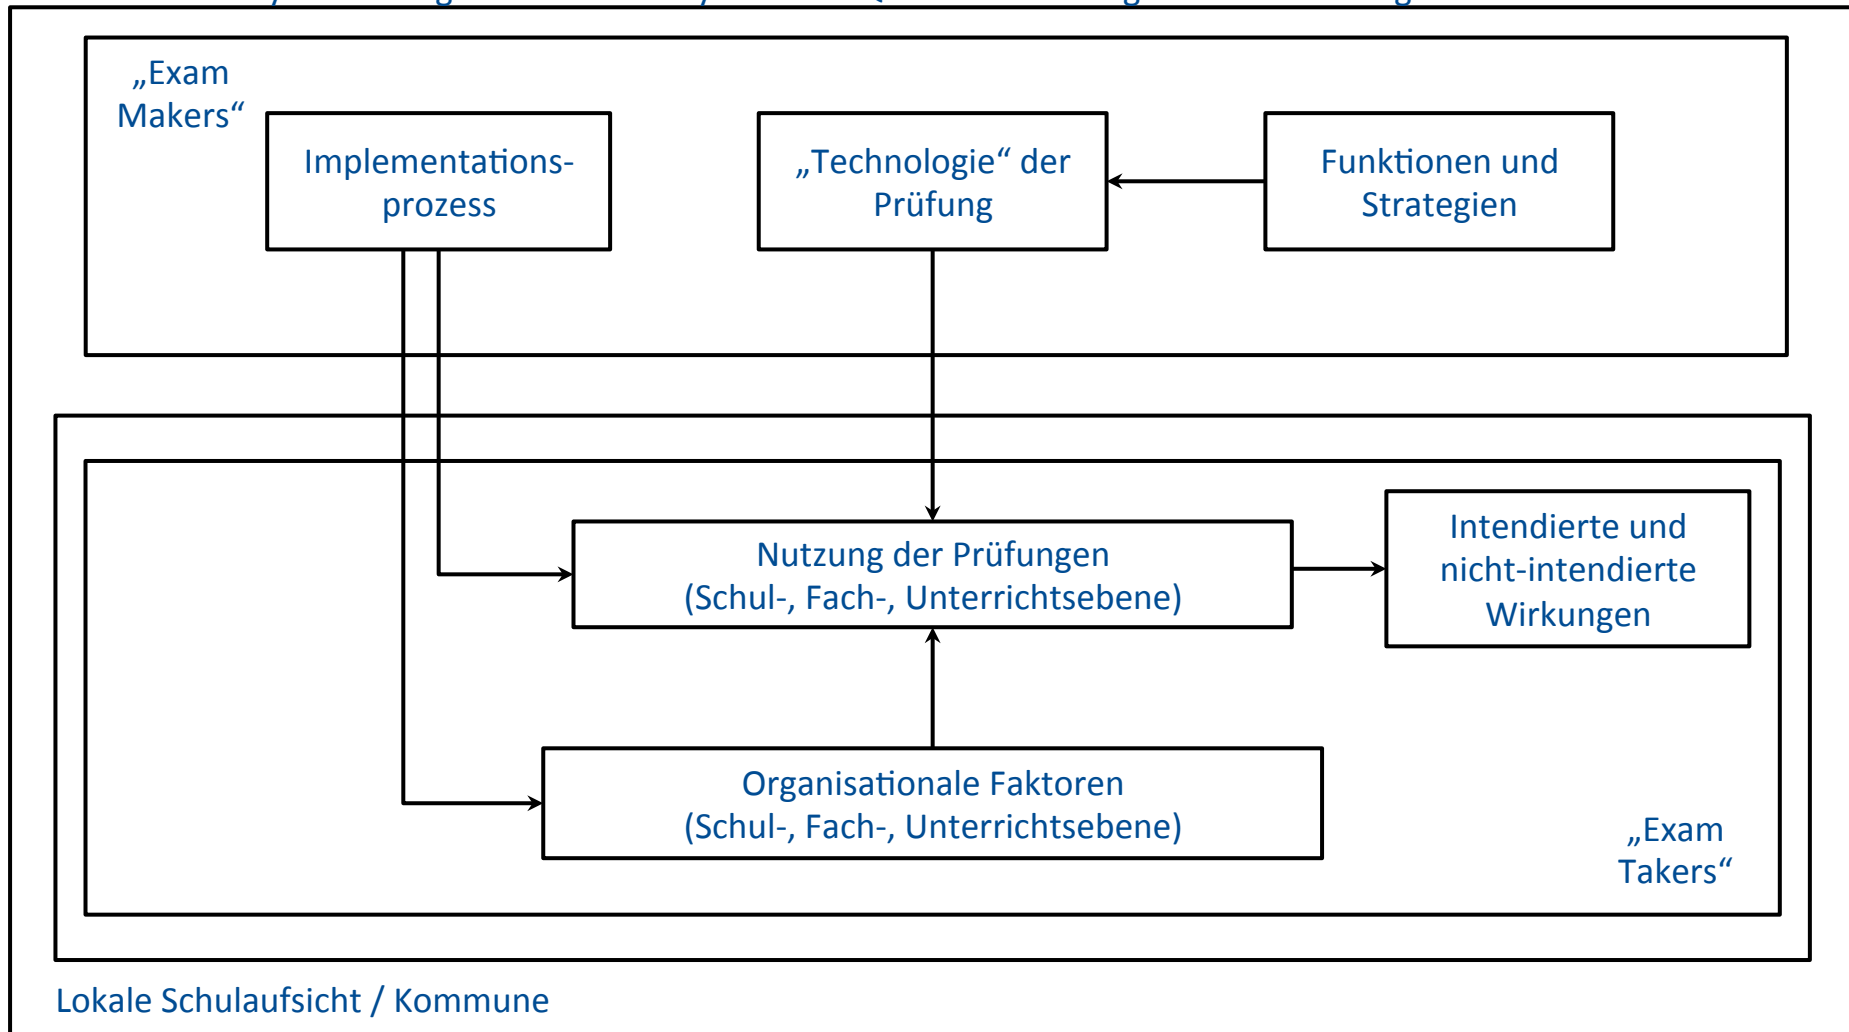 „Exam
Makers“
Implementations-
prozess
„Technologie“ der
Prüfung
Funktionen und
Strategien
Nutzung der Prüfungen
(Schul-, Fach-, Unterrichtsebene)
Intendierte und
nicht-intendierte
Wirkungen
Organisationale Faktoren
(Schul-, Fach-, Unterrichtsebene)
„Exam
Takers“
Lokale Schulaufsicht / Kommune